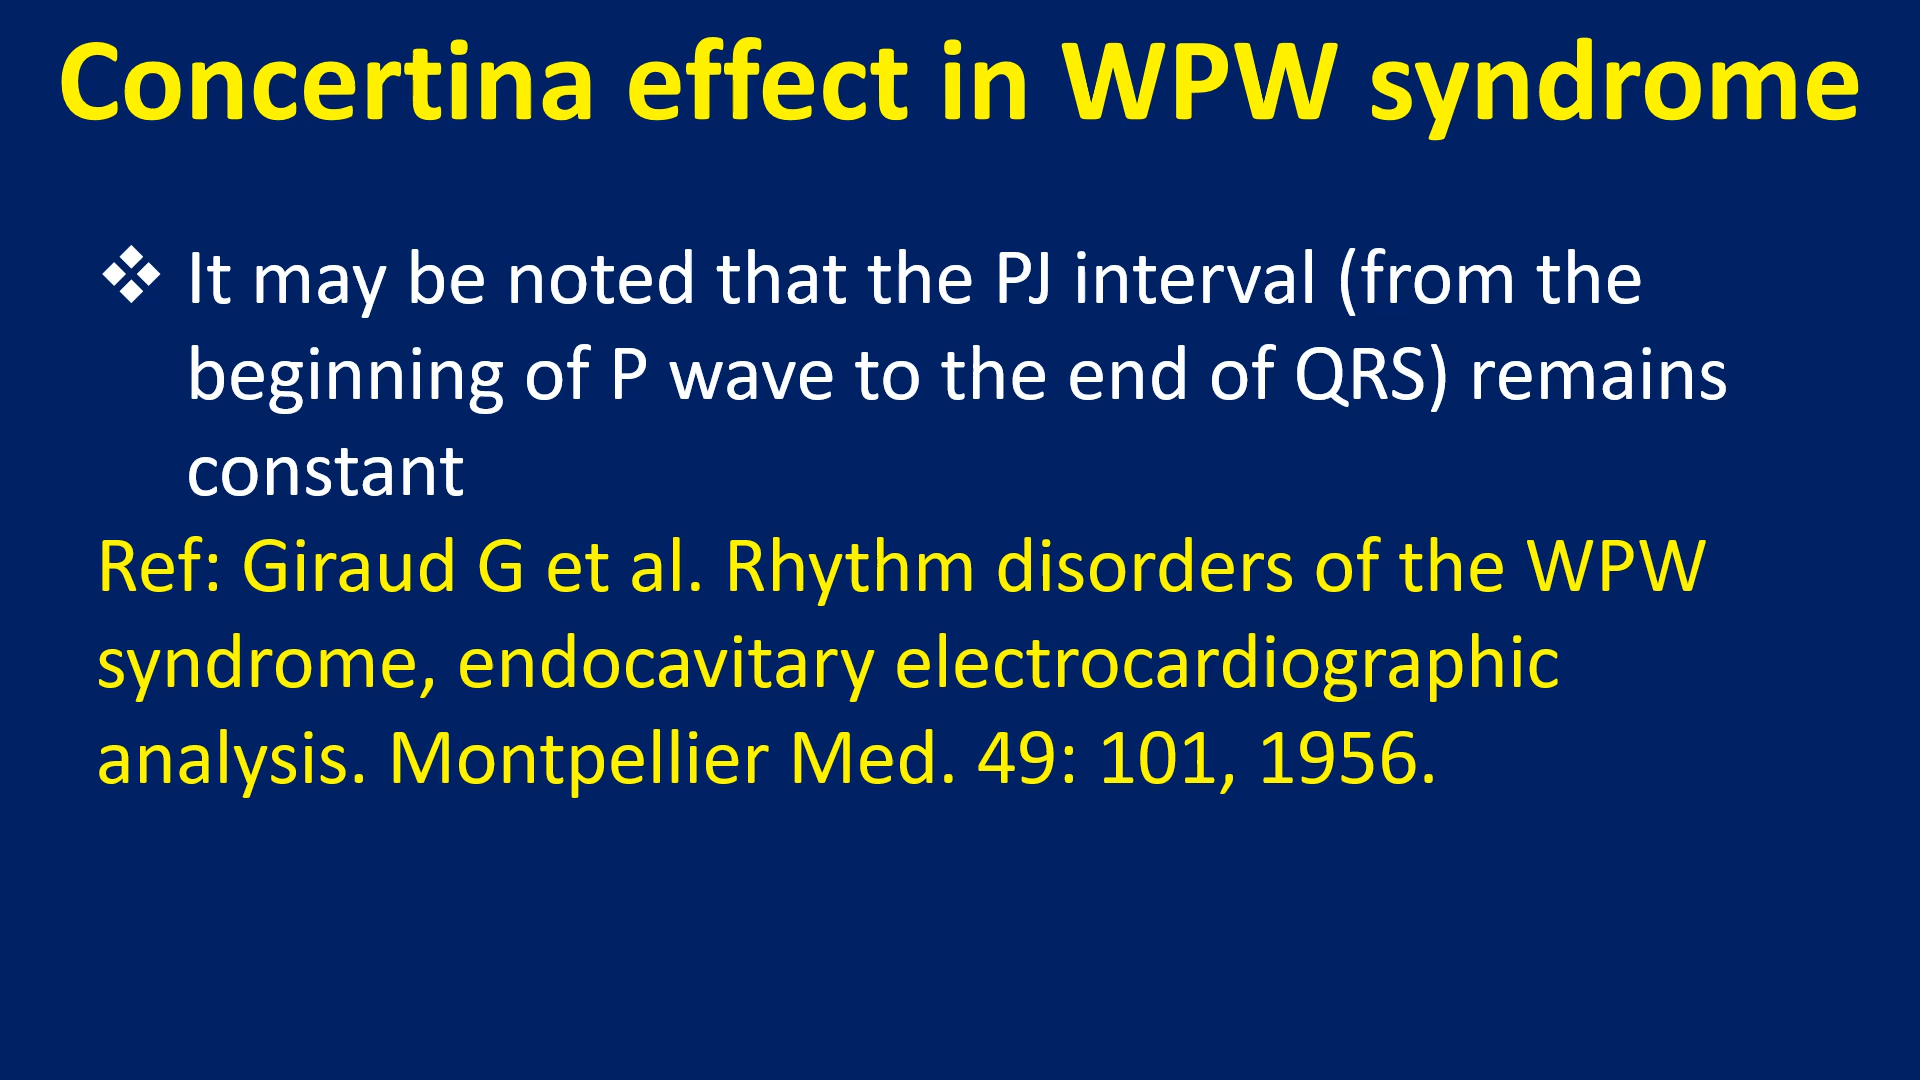 Concertina effect in WPW syndrome
❖ It may be noted that the PJ interval (from the
beginning of P wave to the end of QRS) remains
constant
Ref: Giraud G et al. Rhythm disorders of the WPW
syndrome, endocavitary electrocardiographic
analysis. Montpellier Med. 49: 101, 1956.